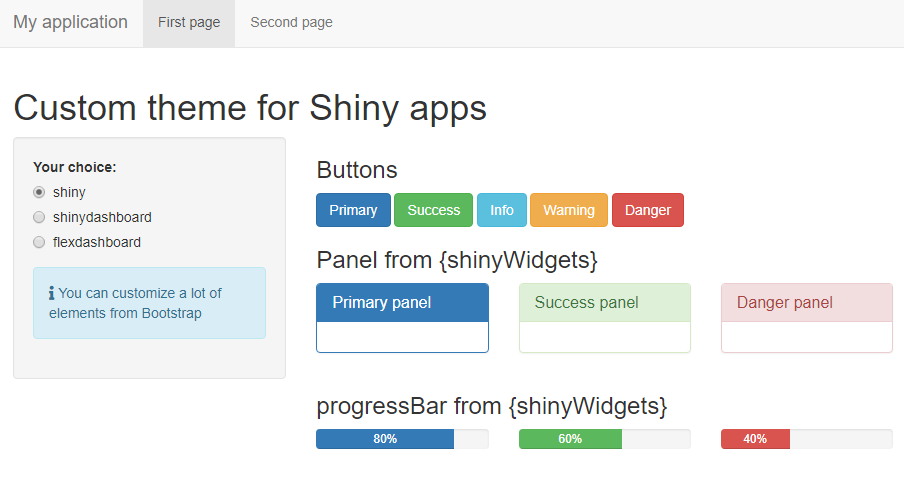 My application First page Second page
Custom theme for Shiny apps
Your choice:
shiny
shinydashboard
flexdashboard
You can customize a lot of
elements from Bootstrap
Buttons
Primary Success Info Warning Danger
Panel from {shinyWidgets}
Primary panel Success panel Danger panel
progressBar from {shinyWidgets}
80% 60% 40%